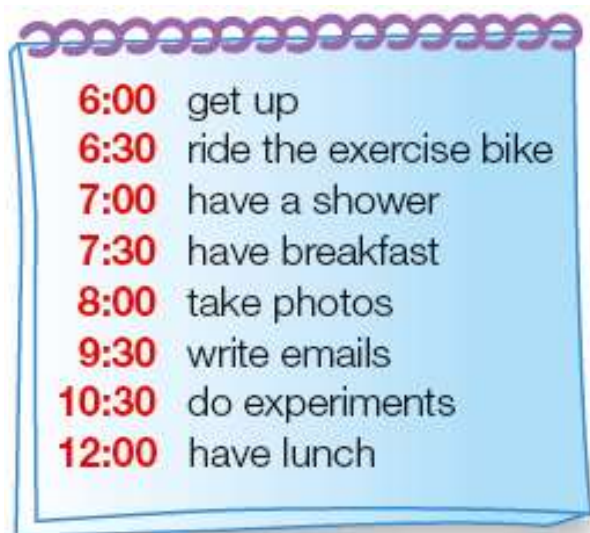 6:00 get up
6:30 ride the exercise bike
7:00 have a shower
7:30 have breakfast
8:00 take photos
9:30 write emails
10:30 do experiments
12:00 have lunch